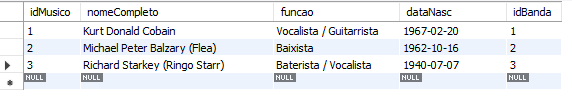 idMusico nomeCompleto funcao dataNasc idBanda
1 Kurt Donald Cobain Vocalista / Guitarrista 1967-02-20 1
2 Michael Peter Balzary (Flea) Baixista 1962-10-16 2
3 Richard Starkey (Ringo Starr) Baterista / Vocalista 1940-07-07 3
NULL NULL NULL NULL NULL